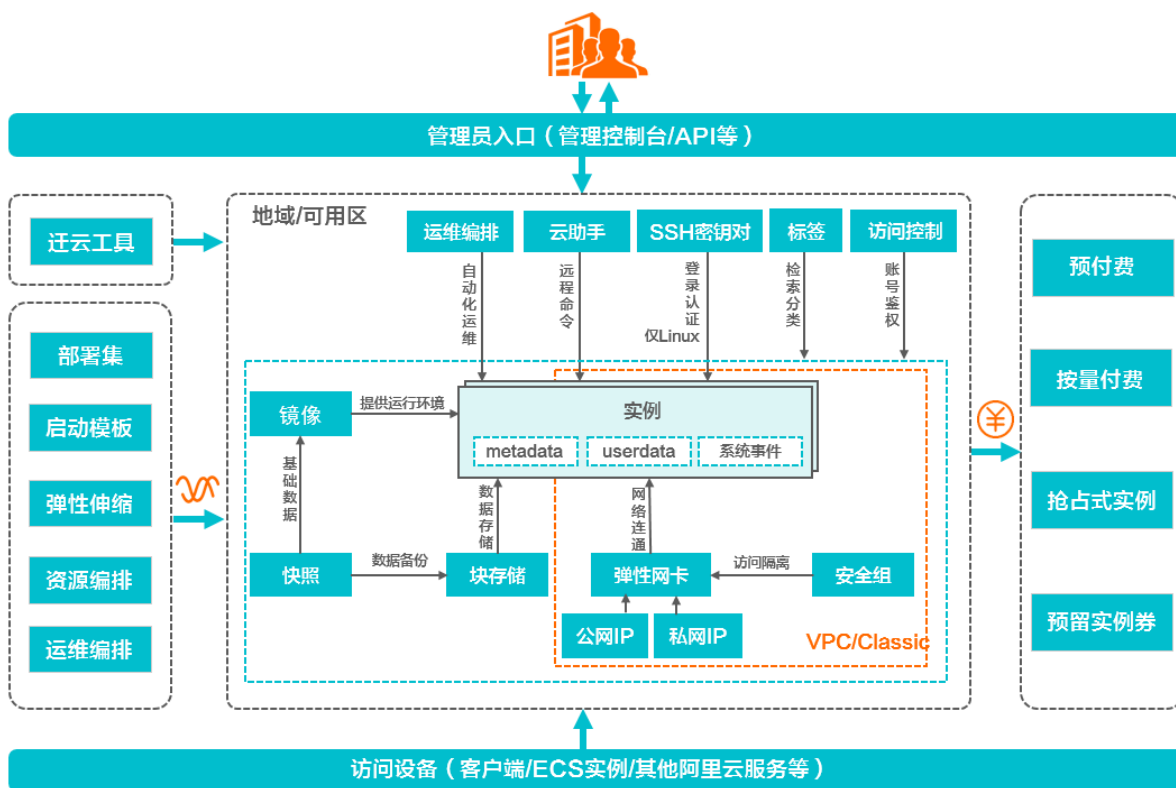 管理员入口（管理控制台/API等）
迁云工具
部署集
启动模板
弹性伸缩
资源编排
运维编排
地域/可用区
运维编排
云助手
SSH密钥对
标签
访问控制
自动化运维
远程命令
登录认证
仅Linux
检索分类
账号鉴权
镜像
提供运行环境
实例
metadata
userdata
系统事件
基础数据
数据存储
网络连通
快照
数据备份
块存储
弹性网卡
访问隔离
安全组
公网IP
私网IP
VPC/Classic
¥
预付费
按量付费
抢占式实例
预留实例券
访问设备（客户端/ECS实例/其他阿里云服务等）